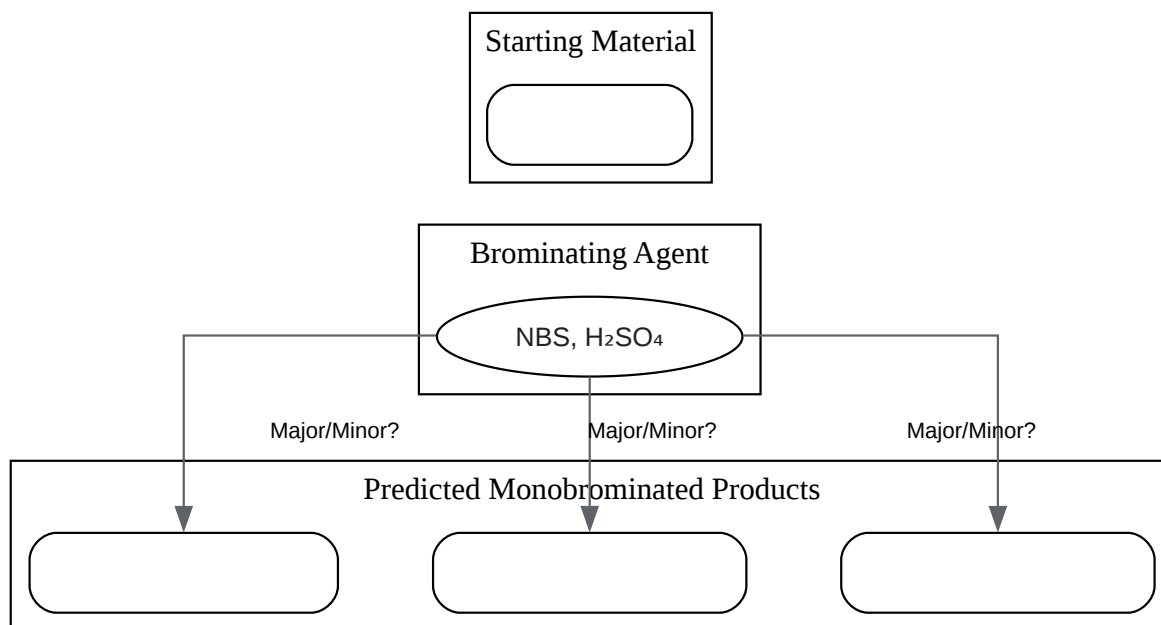 Starting Material
Brominating Agent
NBS, H₂SO₄
Major/Minor? Major/Minor? Major/Minor?
Predicted Monobrominated Products